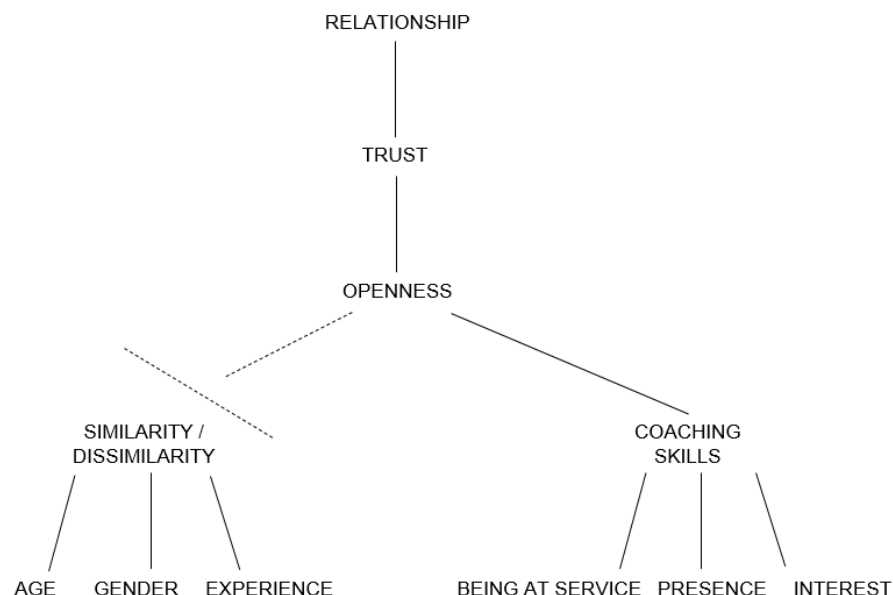 RELATIONSHIP
TRUST
OPENNESS
SIMILARITY /
DISSIMILARITY
COACHING
SKILLS
AGE GENDER EXPERIENCE BEING AT SERVICE PRESENCE INTEREST